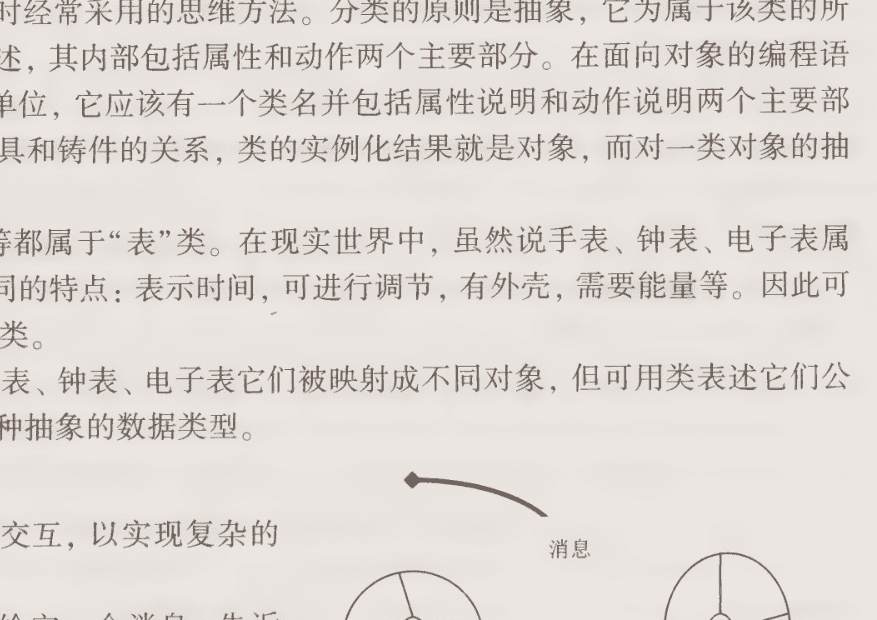 时经常采用的思维方法。分类的原则是抽象，它为属于该类的所
述，其内部包括属性和动作两个主要部分。在面向对象的编程语
单位，它应该有一个类名并包括属性说明和动作说明两个主要部
具和铸件的关系，类的实例化结果就是对象，而对一类对象的抽
等都属于“表”类。在现实世界中，虽然说手表、钟表、电子表属
同的特点：表示时间，可进行调节，有外壳，需要能量等。因此可
类。
表、钟表、电子表它们被映射成不同对象，但可用类表述它们公
种抽象的数据类型。
交互，以实现复杂的
消息